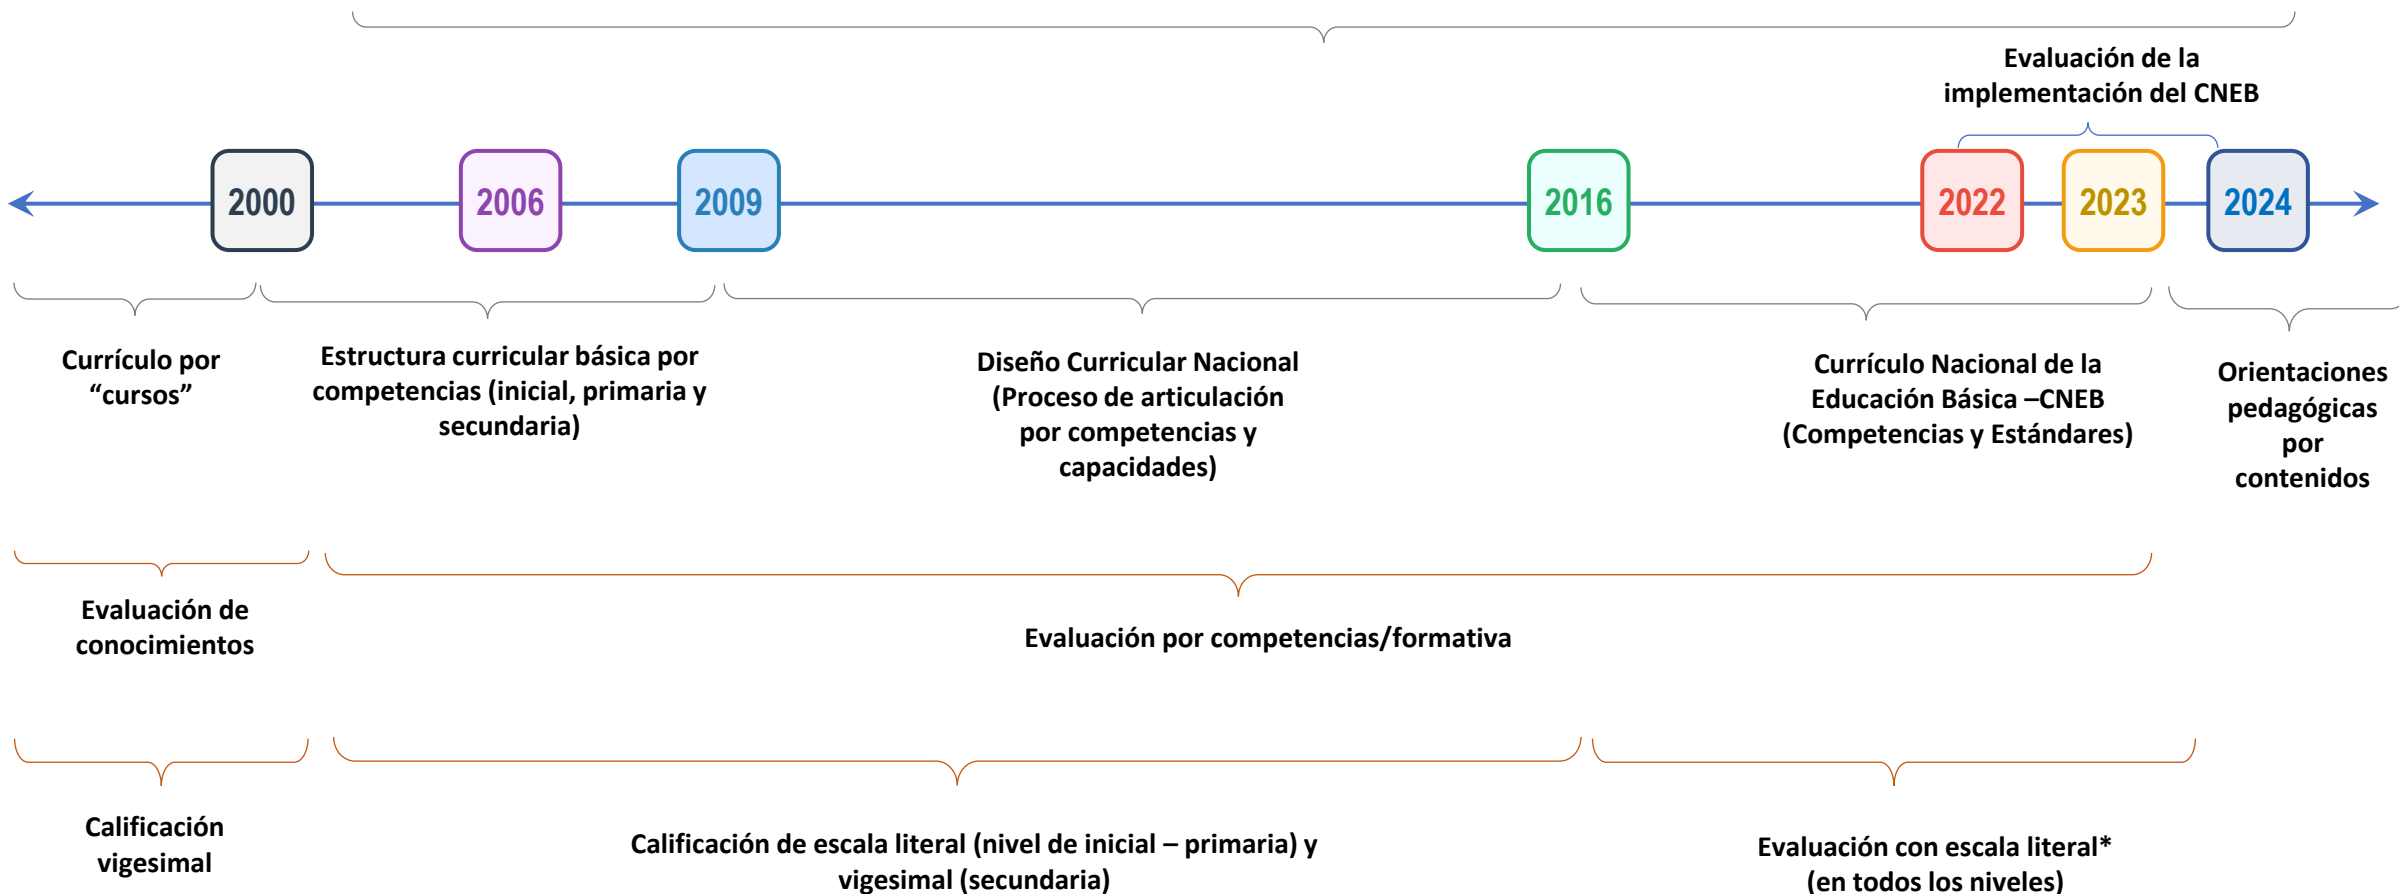 Evaluación de la
implementación del CNEB
2000
2006
2009
2016
2022
2023
2024
Currículo por
“cursos”
Estructura curricular básica por
competencias (inicial, primaria y
secundaria)
Diseño Curricular Nacional
(Proceso de articulación
por competencias y
capacidades)
Currículo Nacional de la
Educación Básica –CNEB
(Competencias y Estándares)
Orientaciones
pedagógicas
por
contenidos
Evaluación de
conocimientos
Evaluación por competencias/formativa
Calificación
vigesimal
Calificación de escala literal (nivel de inicial – primaria) y
vigesimal (secundaria)
Evaluación con escala literal*
(en todos los niveles)